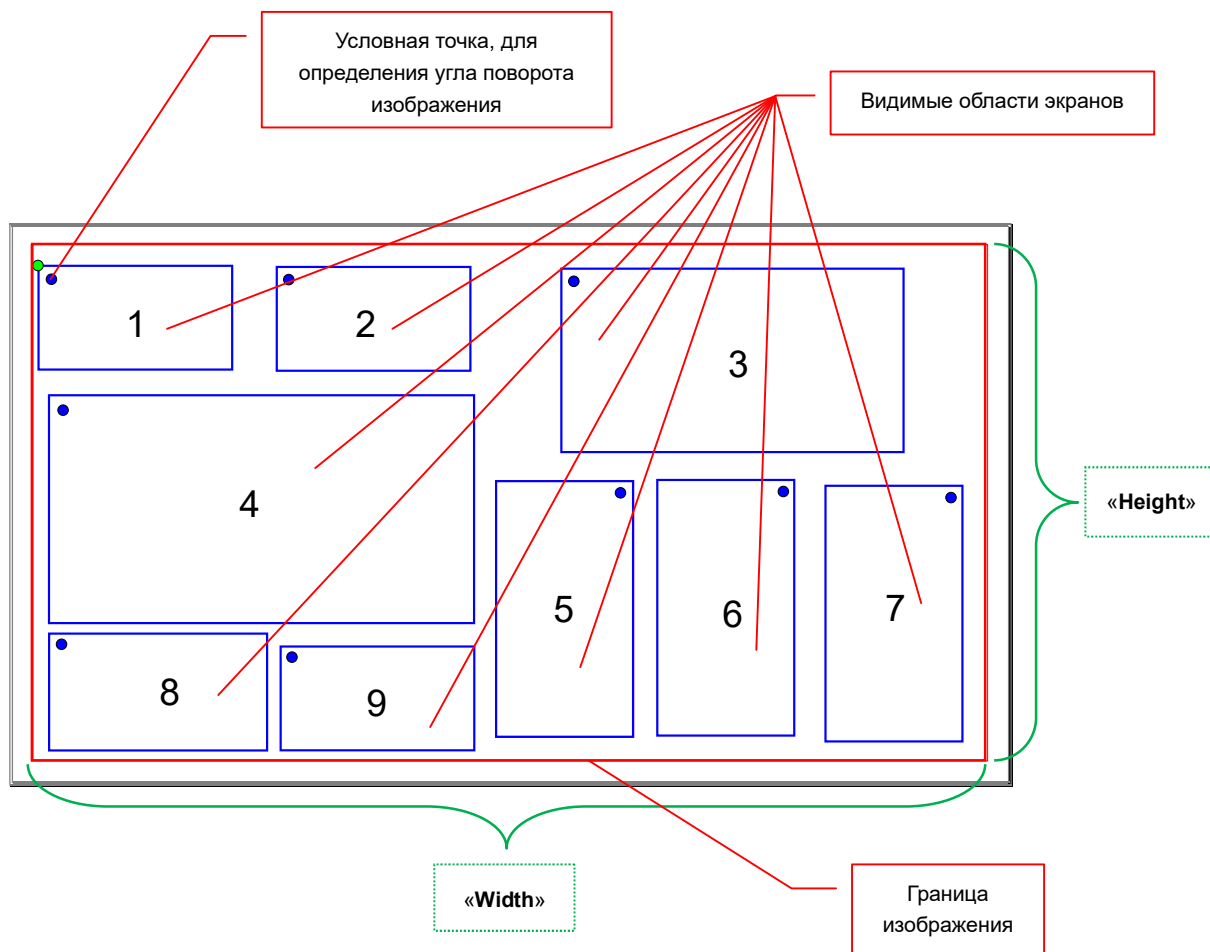 Условная точка, для
определения угла поворота
изображения
Видимые области экранов
1
2
3
4
5
6
7
8
9
«Height»
«Width»
Граница
изображения